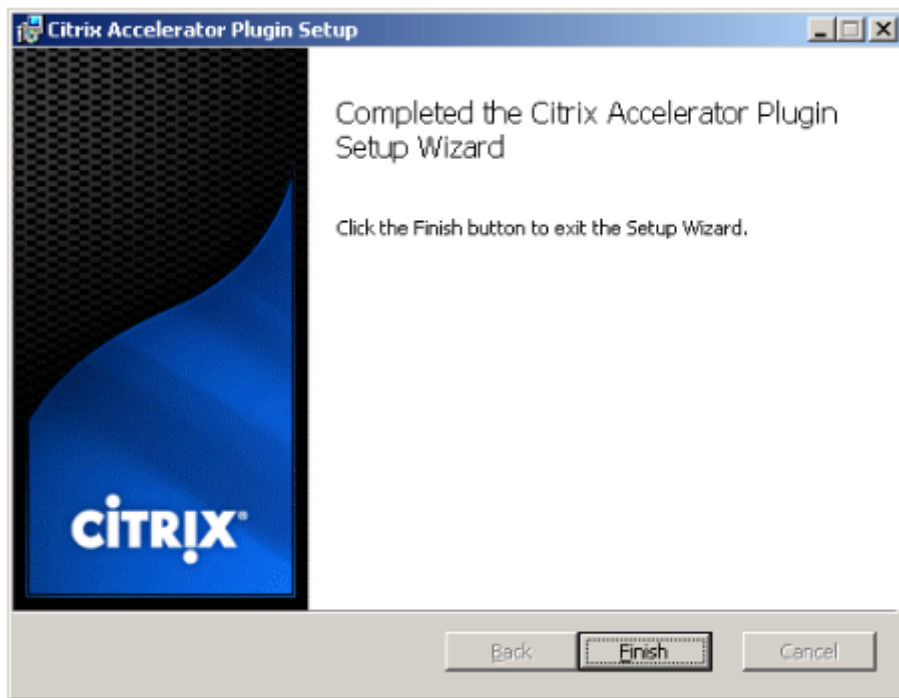 Citrix Accelerator Plugin Setup
Completed the Citrix Accelerator Plugin
Setup Wizard
Click the Finish button to exit the Setup Wizard.
CiTRIX®
Back
Finish
Cancel